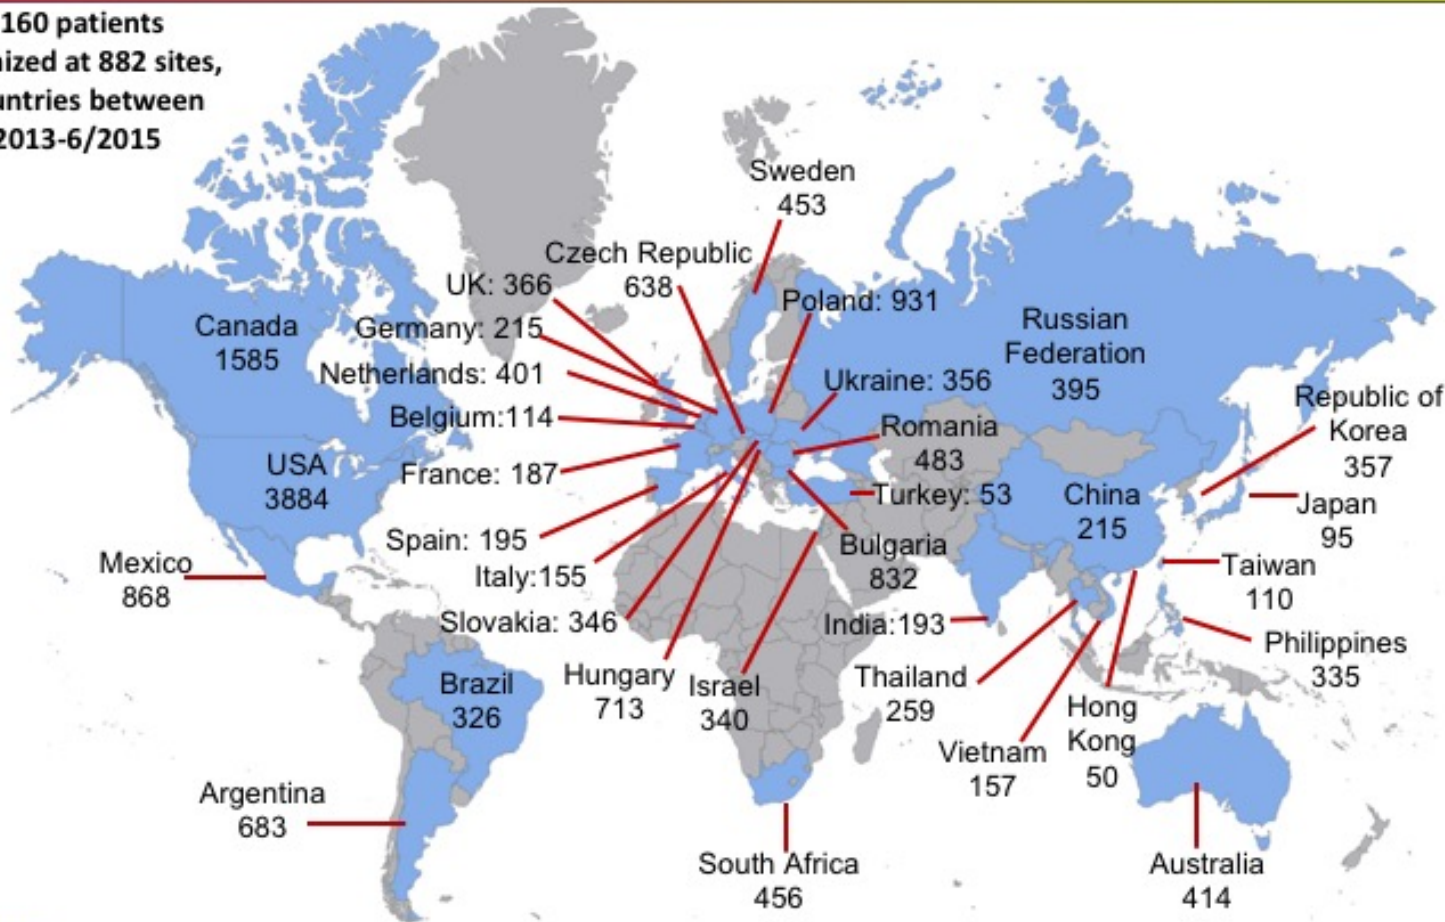 160 patients
ized at 882 sites,
untries between
2013-6/2015
Sweden
453
Czech Republic
638
UK: 366
Poland: 931
Germany: 215
Canada
1585
Russian
Federation
395
Netherlands: 401
Ukraine: 356
Belgium:114
Republic of
Korea
357
Romania
483
France: 187
USA
3884
Turkey: 53
China
215
Japan
95
Spain: 195
Bulgaria
832
Mexico
868
Italy:155
Taiwan
110
Slovakia: 346
India:193
Philippines
335
Hungary
713
Israel
340
Thailand
259
Brazil
326
Hong
Kong
50
Vietnam
157
Argentina
683
South Africa
456
Australia
414